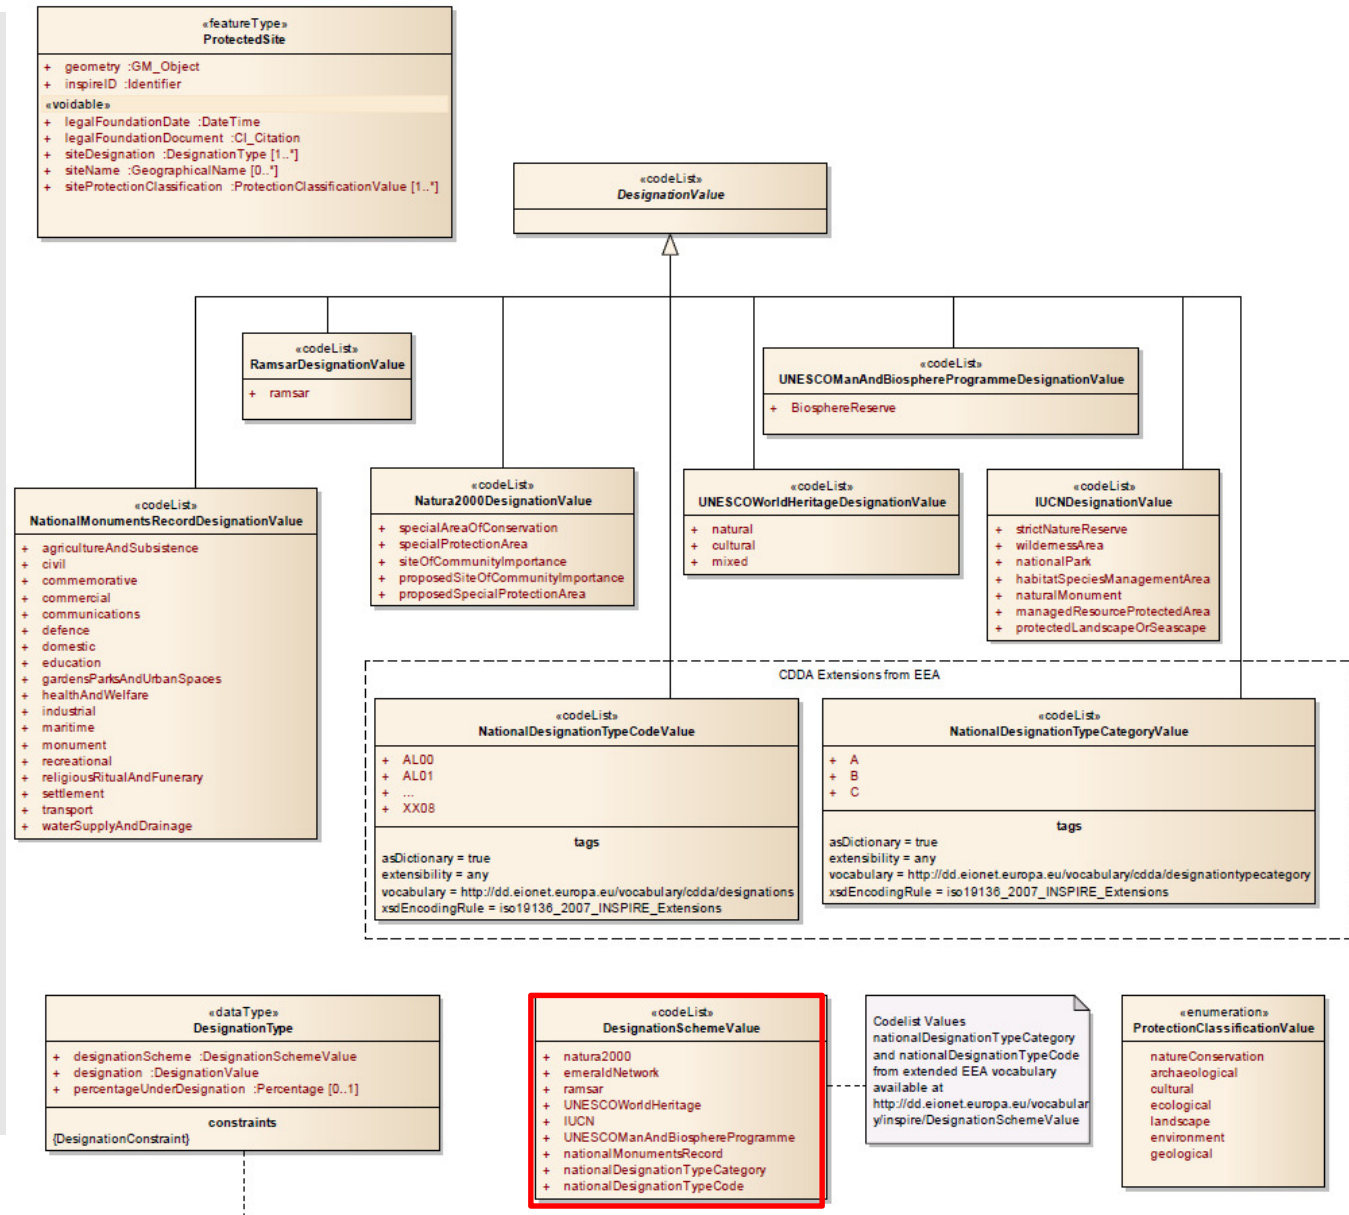 «featureType»
ProtectedSite
+ geometry :GM_Object
+ inspireID :Identifier
«voidable»
+ legalFoundationDate :DateTime
+ legalFoundationDocument :CI_Citation
+ siteDesignation :DesignationType [1..*]
+ siteName :GeographicalName [0..*]
+ siteProtectionClassification :ProtectionClassificationValue [1..*]
«codeList»
DesignationValue
«codeList»
RamsarDesignationValue
+ ramsar
«codeList»
UNESCOManAndBiosphereProgrammeDesignationValue
+ BiosphereReserve
«codeList»
NationalMonumentsRecordDesignationValue
+ agricultureAndSubsistence
+ civil
+ commemorative
+ commercial
+ communications
+ defence
+ domestic
+ education
+ gardensParksAndUrbanSpaces
+ healthAndWelfare
+ industrial
+ maritime
+ monument
+ recreational
+ religiousRitualAndFunerary
+ settlement
+ transport
+ waterSupplyAndDrainage
«codeList»
Natura2000DesignationValue
+ specialAreaOfConservation
+ specialProtectionArea
+ siteOfCommunityImportance
+ proposedSiteOfCommunityImportance
+ proposedSpecialProtectionArea
«codeList»
UNESCOWorldHeritageDesignationValue
+ natural
+ cultural
+ mixed
«codeList»
IUCNDesignationValue
+ strictNatureReserve
+ wildernessArea
+ nationalPark
+ habitatSpeciesManagementArea
+ naturalMonument
+ managedResourceProtectedArea
+ protectedLandscapeOrSeascape
CDDA Extensions from EEA
«codeList»
NationalDesignationTypeCodeValue
+ AL00
+ AL01
+ ...
+ XX08
tags
asDictionary = true
extensibility = any
vocabulary = http://dd.eionet.europa.eu/vocabulary/cdda/designations
xsdEncodingRule = iso19136_2007_INSPIRE_Extensions
«codeList»
NationalDesignationTypeCategoryValue
+ A
+ B
+ C
tags
asDictionary = true
extensibility = any
vocabulary = http://dd.eionet.europa.eu/vocabulary/cdda/designationtypecategory
xsdEncodingRule = iso19136_2007_INSPIRE_Extensions
«dataType»
DesignationType
+ designationScheme :DesignationSchemeValue
+ designation :DesignationValue
+ percentageUnderDesignation :Percentage [0..1]
constraints
{DesignationConstraint}
«codeList»
DesignationSchemeValue
+ natura2000
+ emeraldNetwork
+ ramsar
+ UNESCOWorldHeritage
+ IUCN
+ UNESCOManAndBiosphereProgramme
+ nationalMonumentsRecord
+ nationalDesignationTypeCategory
+ nationalDesignationTypeCode
Codelist Values
nationalDesignationTypeCategory
and nationalDesignationTypeCode
from extended EEA vocabulary
available at
http://dd.eionet.europa.eu/vocabular
y/inspire/DesignationSchemeValue
«enumeration»
ProtectionClassificationValue
natureConservation
archaeological
cultural
ecological
landscape
environment
geological